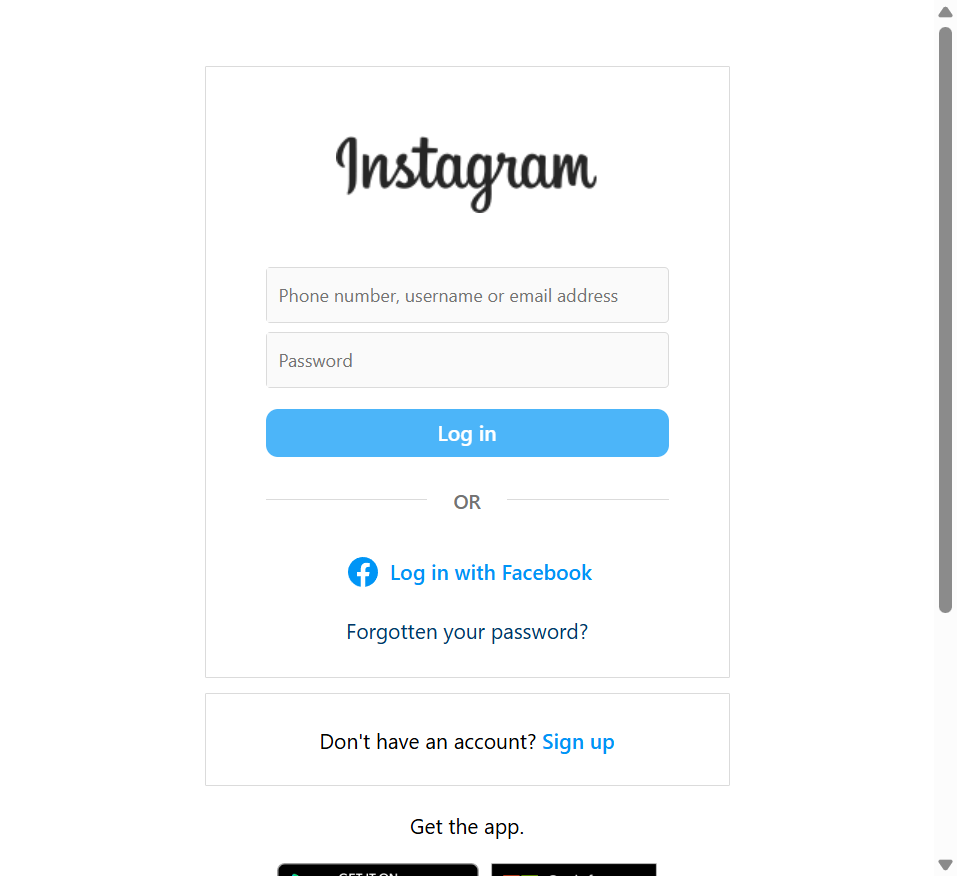 Instagram
Phone number, username or email address
Password
Log in
OR
Log in with Facebook
Forgotten your password?
Don't have an account? Sign up
Get the app.
GET IT ON